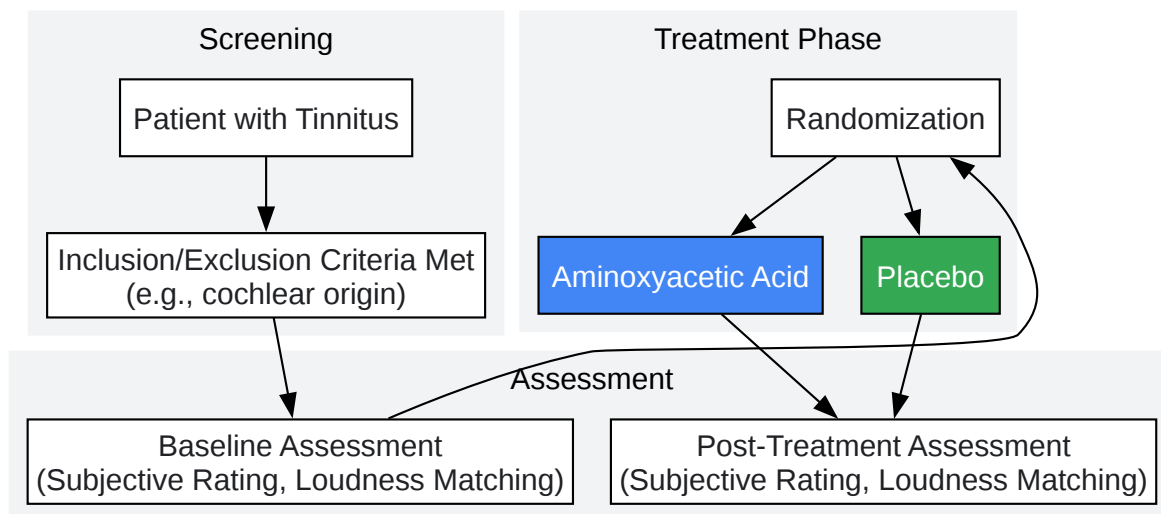 Screening
Patient with Tinnitus
Inclusion/Exclusion Criteria Met
(e.g., cochlear origin)
Treatment Phase
Randomization
Aminoxyacetic Acid
Placebo
Assessment
Baseline Assessment
(Subjective Rating, Loudness Matching)
Post-Treatment Assessment
(Subjective Rating, Loudness Matching)